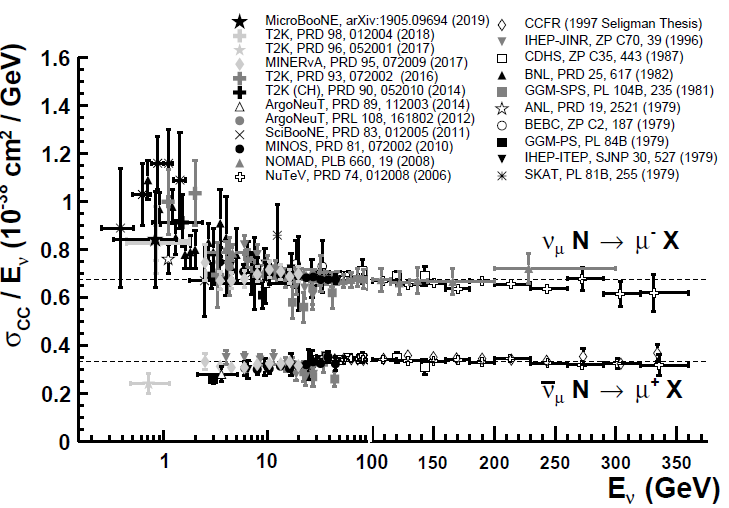 MicroBooNE, arXiv:1905.09694 (2019)
T2K, PRD 98, 012004 (2018)
T2K, PRD 96, 052001 (2017)
MINERvA, PRD 95, 072009 (2017)
T2K, PRD 93, 072002 (2016)
T2K (CH), PRD 90, 052010 (2014)
ArgoNeuT, PRD 89, 112003 (2014)
ArgoNeuT, PRL 108, 161802 (2012)
SciBooNE, PRD 83, 012005 (2011)
MINOS, PRD 81, 072002 (2010)
NOMAD, PLB 660, 19 (2008)
NuTeV, PRD 74, 012008 (2006)
CCFR (1997 Seligman Thesis)
IHEP-JINR, ZP C70, 39 (1996)
CDHS, ZP C35, 443 (1987)
BNL, PRD 25, 617 (1982)
GGM-SPS, PL 104B, 235 (1981)
ANL, PRD 19, 2521 (1979)
BEBC, ZP C2, 187 (1979)
GGM-PS, PL 84B (1979)
IHEP-ITEP, SJNP 30, 527 (1979)
SKAT, PL 81B, 255 (1979)
σCC / Eν (10⁻³⁸ cm² / GeV)
1.6
1.4
1.2
1
0.8
0.6
0.4
0.2
0
νμ N → μ⁻ X
ν̄μ N → μ⁺ X
1 10 100 150 200 250 300 350
Eν (GeV)